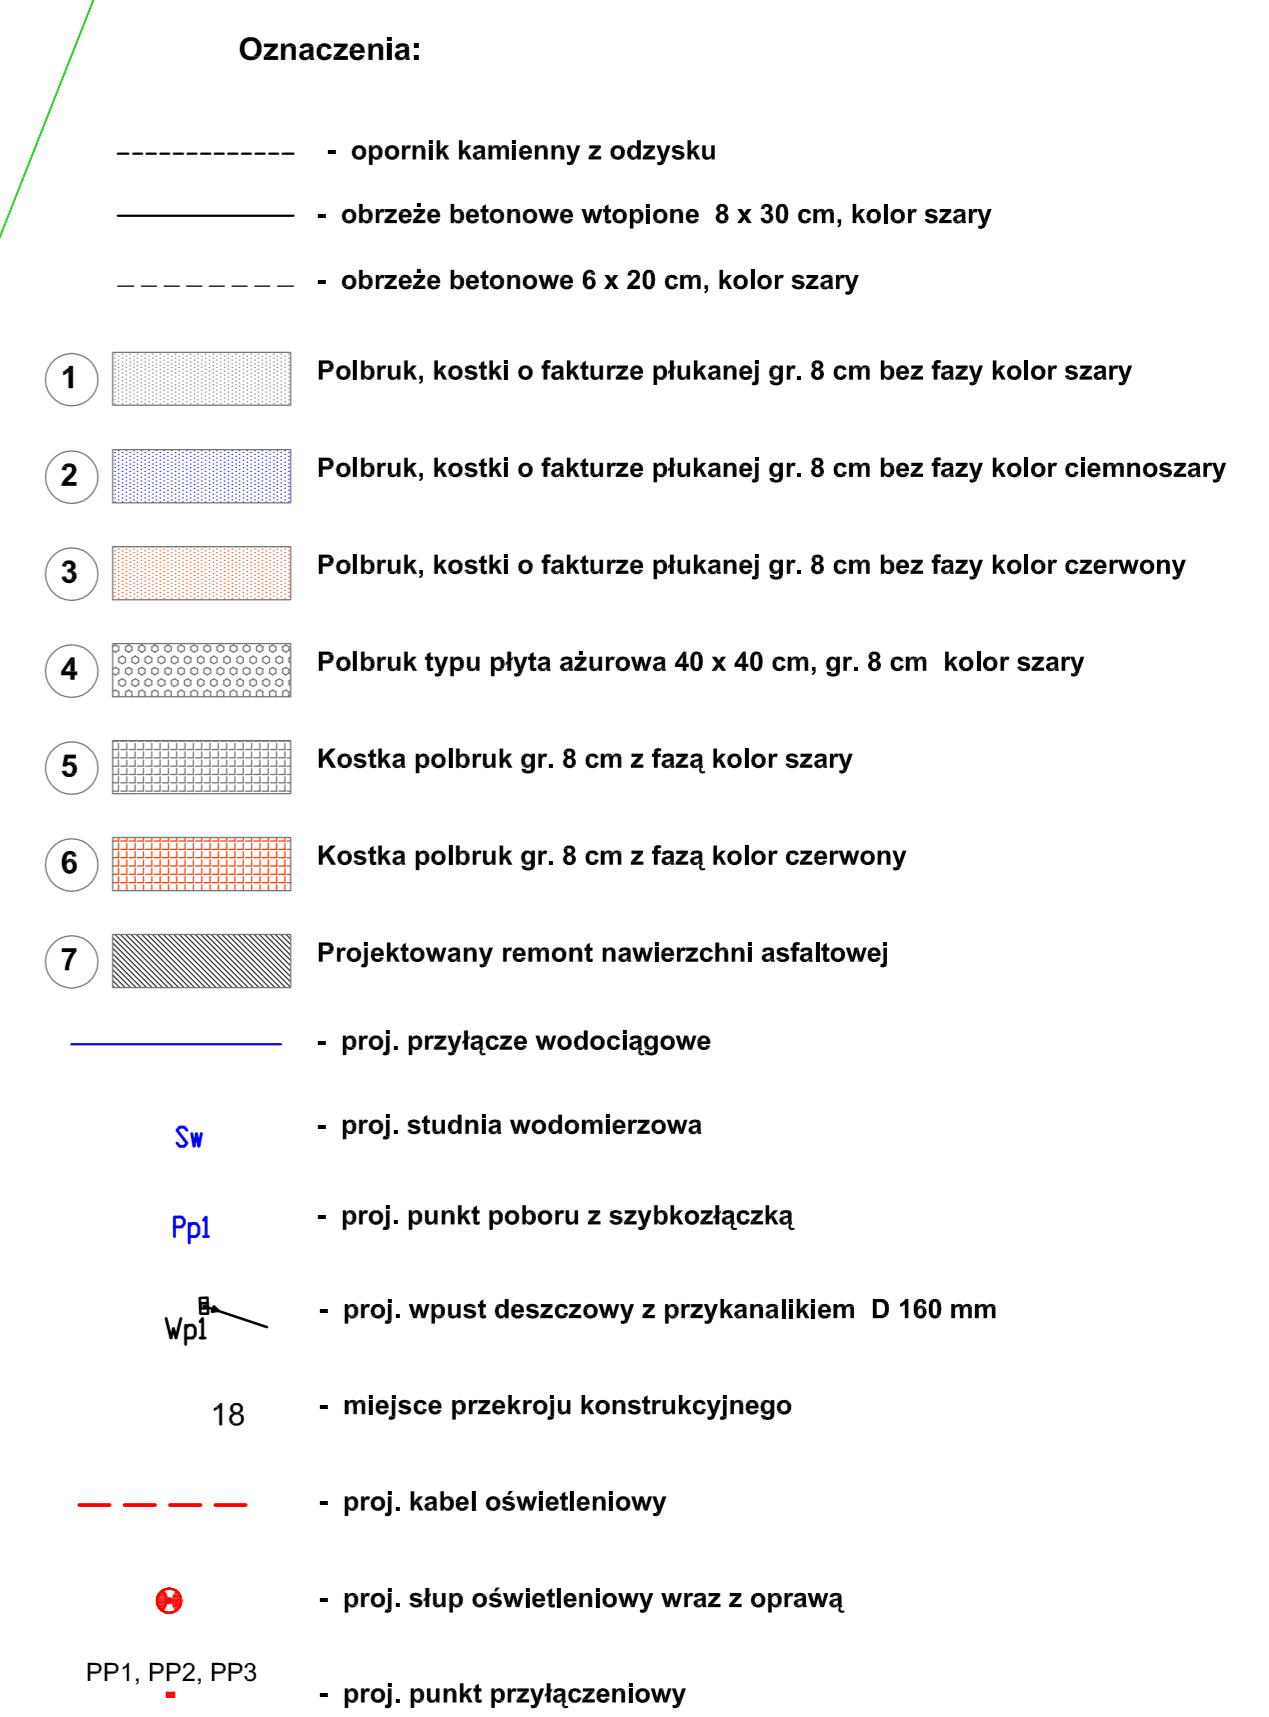 Oznaczenia:
- opornik kamienny z odzysku
- obrzeże betonowe wtopione 8 x 30 cm, kolor szary
- obrzeże betonowe 6 x 20 cm, kolor szary
1 Polbruk, kostki o fakturze płukanej gr. 8 cm bez fazy kolor szary
2 Polbruk, kostki o fakturze płukanej gr. 8 cm bez fazy kolor ciemnoszary
3 Polbruk, kostki o fakturze płukanej gr. 8 cm bez fazy kolor czerwony
4 Polbruk typu płyta ażurowa 40 x 40 cm, gr. 8 cm kolor szary
5 Kostka polbruk gr. 8 cm z fazą kolor szary
6 Kostka polbruk gr. 8 cm z fazą kolor czerwony
7 Projektowany remont nawierzchni asfaltowej
- proj. przyłącze wodociągowe
Sw - proj. studnia wodomierzowa
Pp1 - proj. punkt poboru z szybkozłączką
Wp1 - proj. wpust deszczowy z przykanalikiem D 160 mm
18 - miejsce przekroju konstrukcyjnego
- proj. kabel oświetleniowy
- proj. słup oświetleniowy wraz z oprawą
PP1, PP2, PP3
- proj. punkt przyłączeniowy